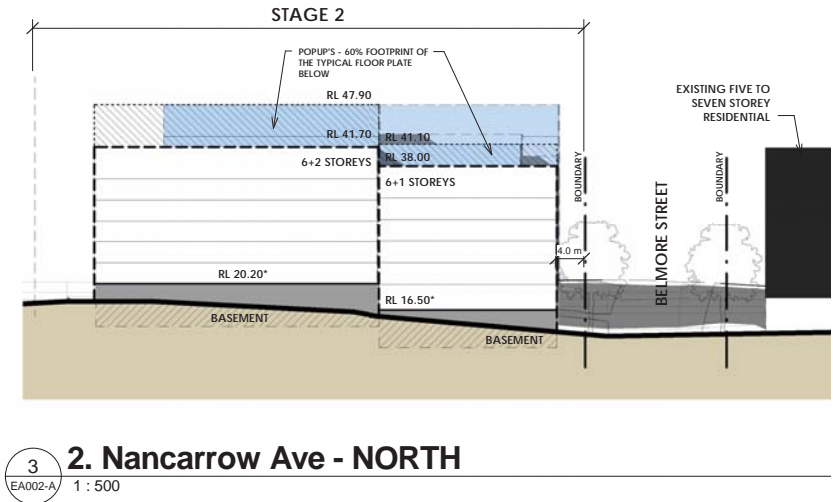 STAGE 2
POPUP'S - 60% FOOTPRINT OF
THE TYPICAL FLOOR PLATE
BELOW
RL 47.90
EXISTING FIVE TO
SEVEN STOREY
RESIDENTIAL
RL 41.70
RL 41.10
6+2 STOREYS
RL 38.00
6+1 STOREYS
BOUNDARY
BELMORE STREET
BOUNDARY
4.0 m
RL 20.20*
RL 16.50*
BASEMENT
BASEMENT
3
EA002-A
2. Nancarrow Ave - NORTH
1 : 500